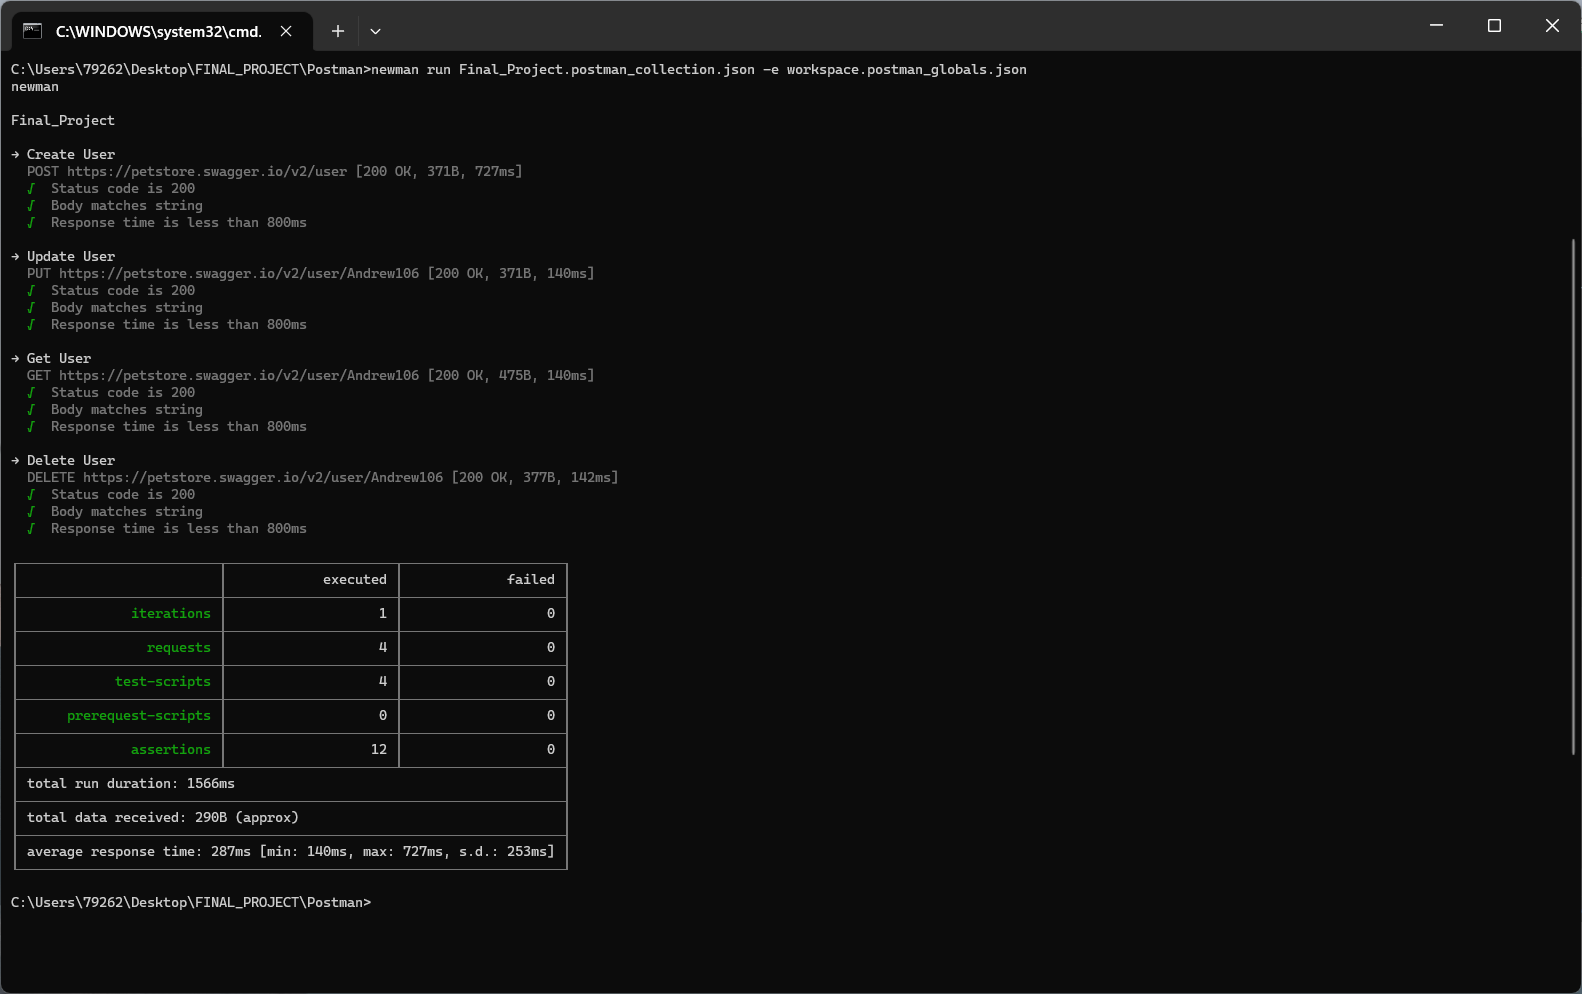 C:\WINDOWS\system32\cmd.
C:\Users\79262\Desktop\FINAL_PROJECT\Postman>newman run Final_Project.postman_collection.json -e workspace.postman_globals.json
newman
Final_Project
→ Create User
POST https://petstore.swagger.io/v2/user [200 OK, 371B, 727ms]
√ Status code is 200
√ Body matches string
√ Response time is less than 800ms
→ Update User
PUT https://petstore.swagger.io/v2/user/Andrew106 [200 OK, 371B, 140ms]
√ Status code is 200
√ Body matches string
√ Response time is less than 800ms
→ Get User
GET https://petstore.swagger.io/v2/user/Andrew106 [200 OK, 475B, 140ms]
√ Status code is 200
√ Body matches string
√ Response time is less than 800ms
→ Delete User
DELETE https://petstore.swagger.io/v2/user/Andrew106 [200 OK, 377B, 142ms]
√ Status code is 200
√ Body matches string
√ Response time is less than 800ms
executed failed
iterations 1 0
requests 4 0
test-scripts 4 0
prerequest-scripts 0 0
assertions 12 0
total run duration: 1566ms
total data received: 290B (approx)
average response time: 287ms [min: 140ms, max: 727ms, s.d.: 253ms]
C:\Users\79262\Desktop\FINAL_PROJECT\Postman>